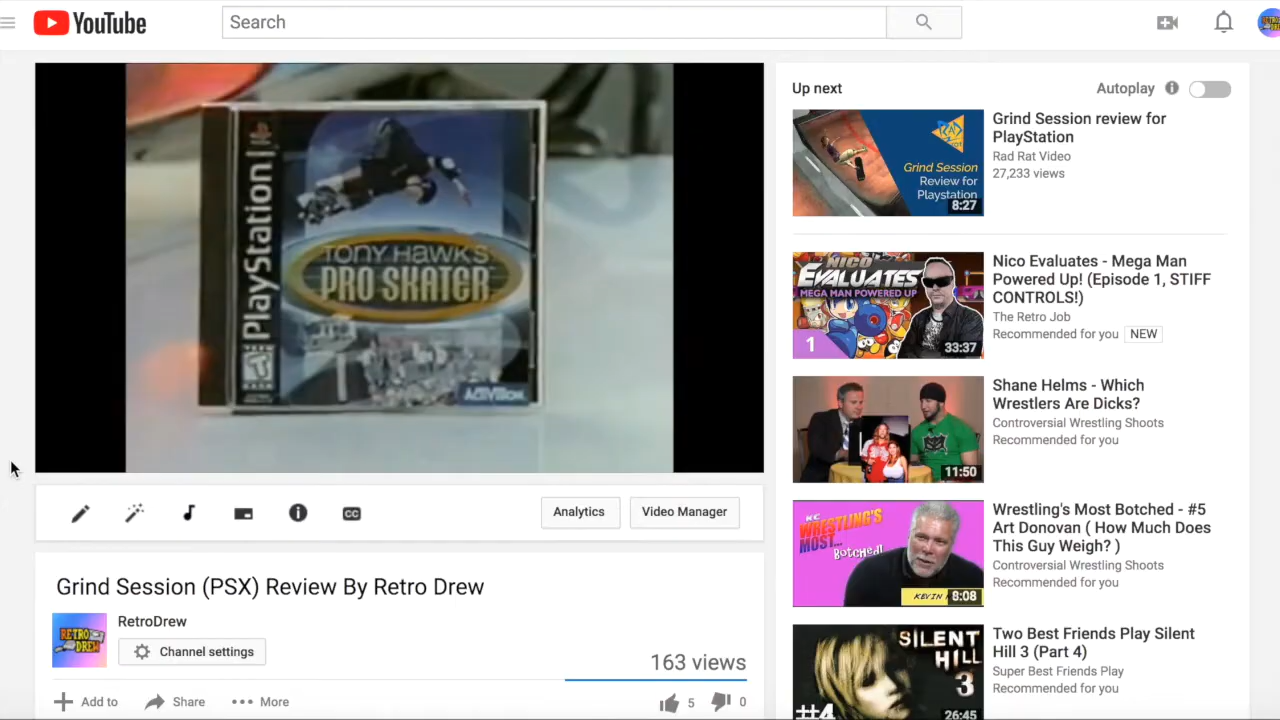 YouTube
Search
PlayStation
TONY HAWK'S
PRO SKATER
ACTIVISION
Up next
Autoplay
Grind Session review for
PlayStation
Rad Rat Video
27,233 views
RAD
Grind Session
Review for
Playstation
8:27
Nico Evaluates - Mega Man
Powered Up! (Episode 1, STIFF
CONTROLS!)
The Retro Job
Recommended for you NEW
NICO
EVALUATES
MEGA MAN POWERED UP
1
33:37
Shane Helms - Which
Wrestlers Are Dicks?
Controversial Wrestling Shoots
Recommended for you
11:50
Wrestling's Most Botched - #5
Art Donovan ( How Much Does
This Guy Weigh? )
Controversial Wrestling Shoots
Recommended for you
KC
WRESTLING'S
MOST...
BOTCHED!
KEVIN
8:08
Two Best Friends Play Silent
Hill 3 (Part 4)
Super Best Friends Play
Recommended for you
SILENT
HILL
3
#4
26:45
CC
Analytics
Video Manager
Grind Session (PSX) Review By Retro Drew
RETRO
DREW
RetroDrew
Channel settings
163 views
Add to
Share
More
5
0